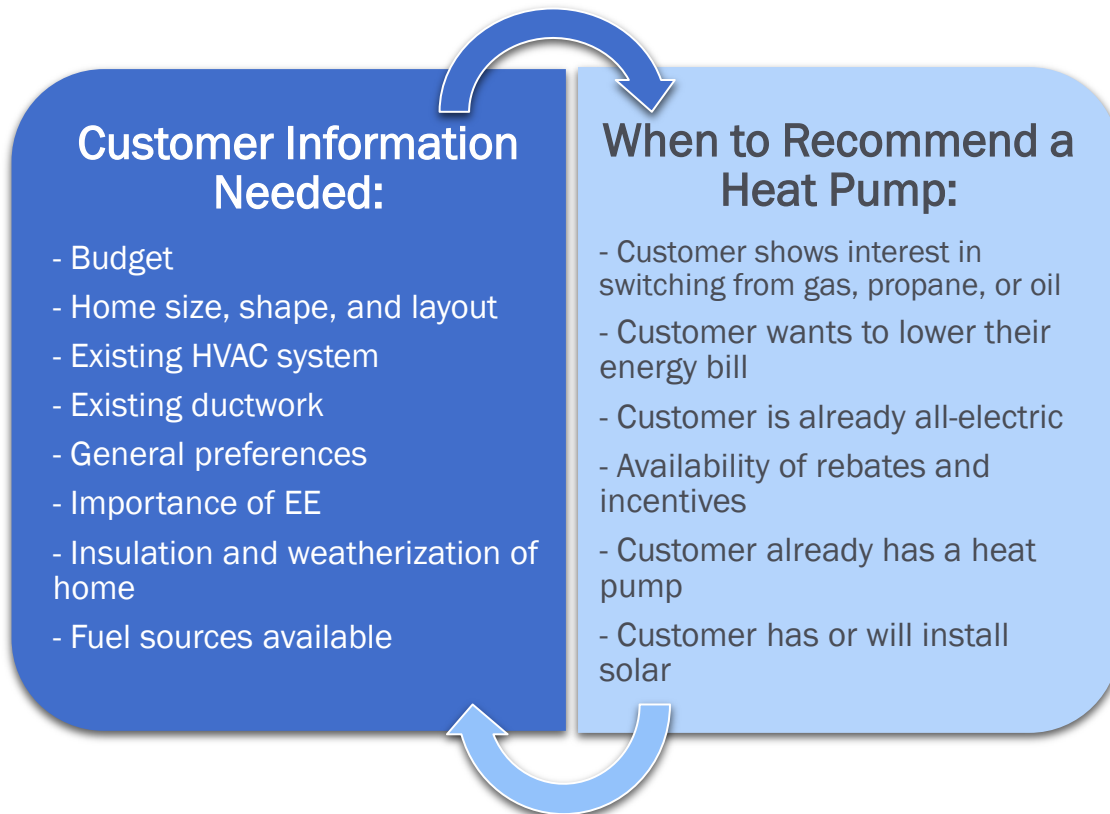 Customer Information
Needed:
- Budget
- Home size, shape, and layout
- Existing HVAC system
- Existing ductwork
- General preferences
- Importance of EE
- Insulation and weatherization of
home
- Fuel sources available
When to Recommend a
Heat Pump:
- Customer shows interest in
switching from gas, propane, or oil
- Customer wants to lower their
energy bill
- Customer is already all-electric
- Availability of rebates and
incentives
- Customer already has a heat
pump
- Customer has or will install
solar